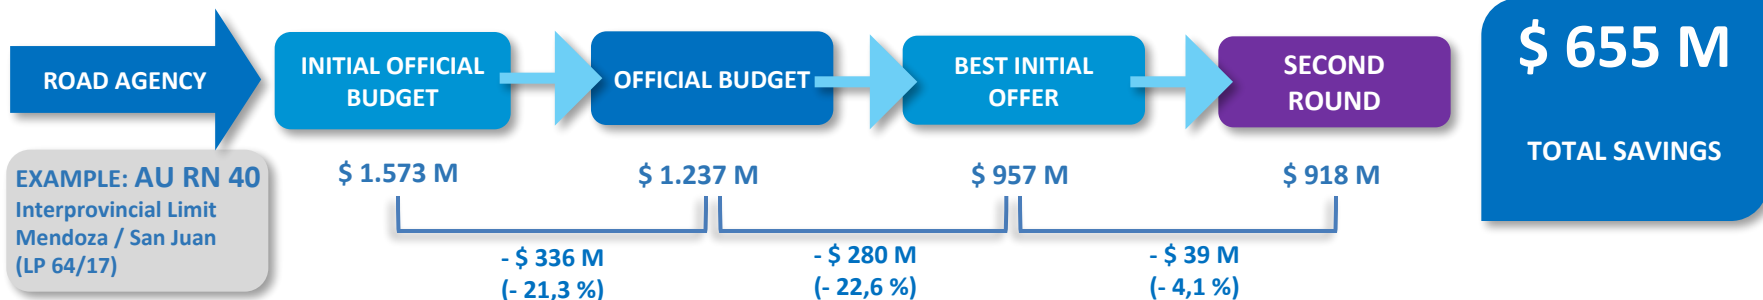 ROAD AGENCY
INITIAL OFFICIAL
BUDGET
OFFICIAL BUDGET
BEST INITIAL
OFFER
SECOND
ROUND
$ 655 M
TOTAL SAVINGS
EXAMPLE: AU RN 40
Interprovincial Limit
Mendoza / San Juan
(LP 64/17)
$ 1.573 M
$ 1.237 M
$ 957 M
$ 918 M
- $ 336 M
(- 21,3 %)
- $ 280 M
(- 22,6 %)
- $ 39 M
(- 4,1 %)